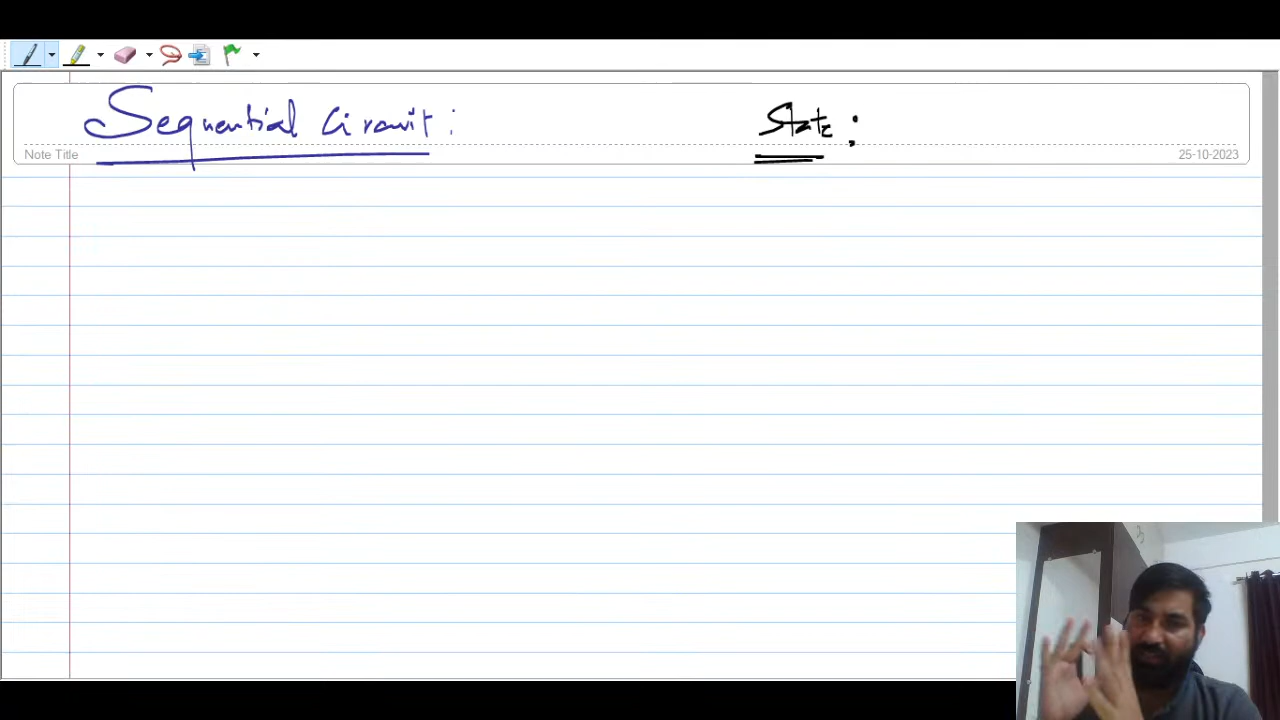 Sequential Circuit :
State :
Note Title
25-10-2023